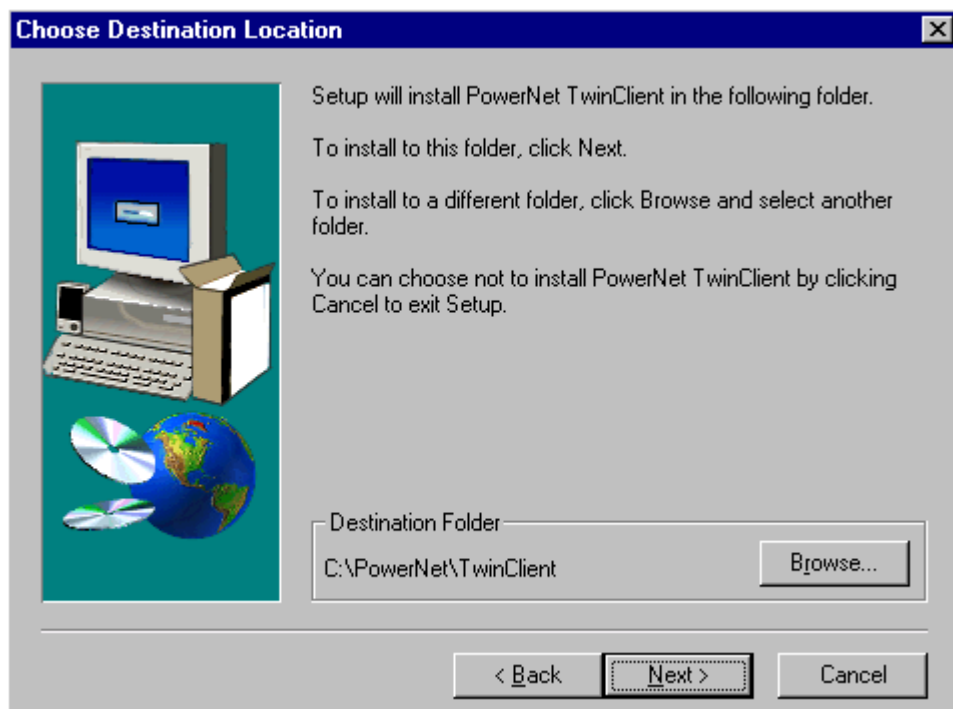 Choose Destination Location
Setup will install PowerNet TwinClient in the following folder.
To install to this folder, click Next.
To install to a different folder, click Browse and select another
folder.
You can choose not to install PowerNet TwinClient by clicking
Cancel to exit Setup.
Destination Folder
C:\PowerNet\TwinClient
Browse...
< Back
Next >
Cancel